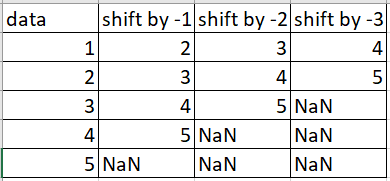 data shift by -1 shift by -2 shift by -3
1 2 3 4
2 3 4 5
3 4 5 NaN
4 5 NaN NaN
5 NaN NaN NaN